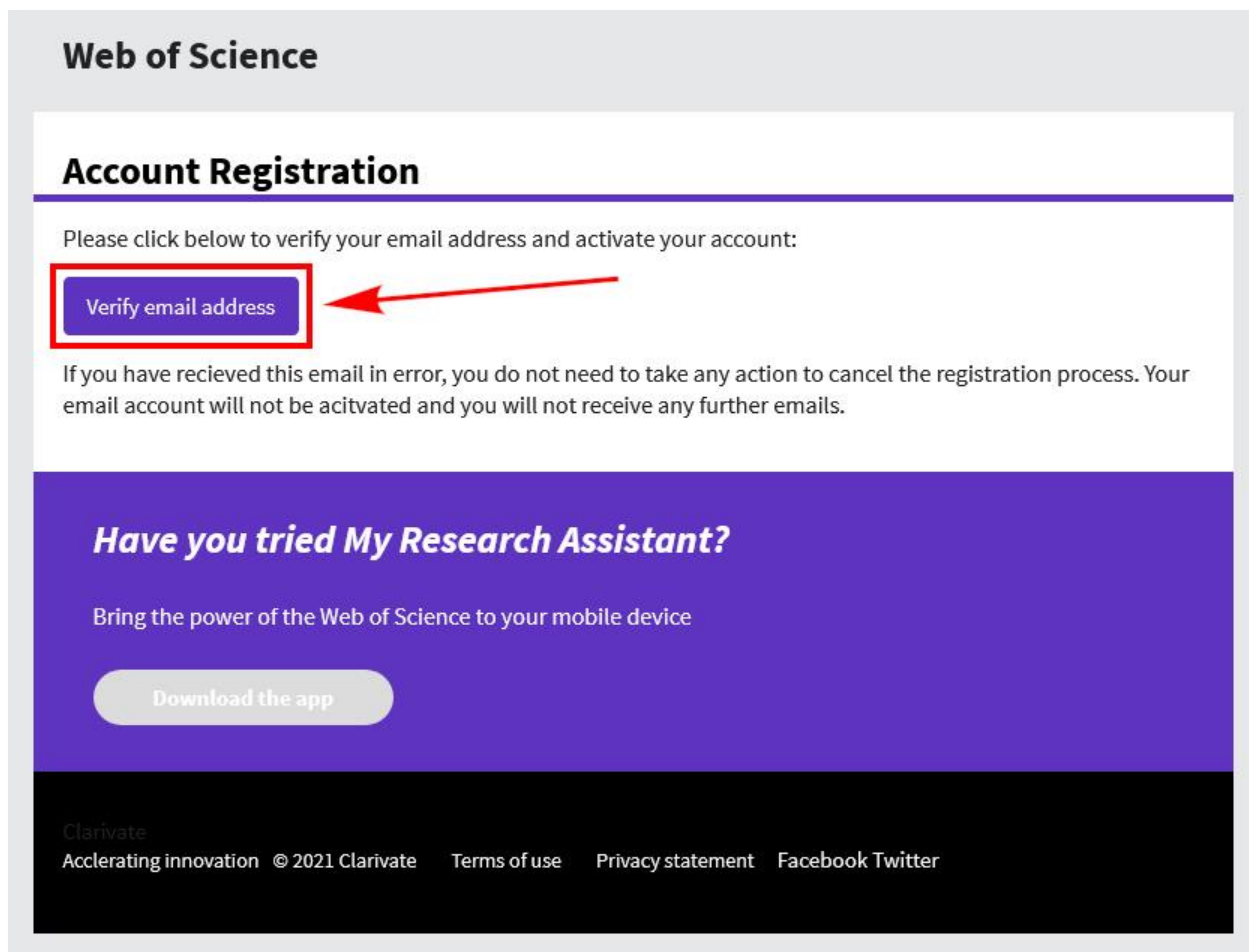 Web of Science
Account Registration
Please click below to verify your email address and activate your account:
Verify email address
If you have recieved this email in error, you do not need to take any action to cancel the registration process. Your
email account will not be acitvated and you will not receive any further emails.
Have you tried My Research Assistant?
Bring the power of the Web of Science to your mobile device
Download the app
Clarivate
Acclerating innovation © 2021 Clarivate Terms of use Privacy statement Facebook Twitter